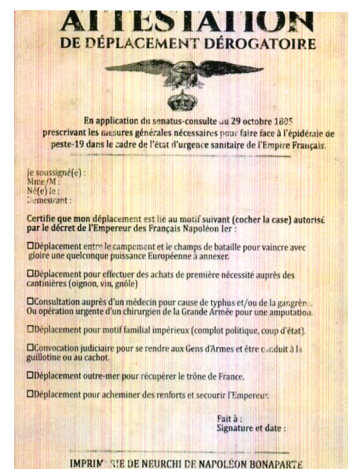 ATTESTATION
DE DÉPLACEMENT DÉROGATOIRE
En application du senatus-consulte du 29 octobre 1805
prescrivant les mesures générales nécessaires pour faire face à l'épidémie de
peste-19 dans le cadre de l'état d'urgence sanitaire de l'Empire Français.
Je soussigné(e) :
Mme/M :
Né(e) le :
Demeurant :
Certifie que mon déplacement est lié au motif suivant (cocher la case) autorisé
par le décret de l'Empereur des Français Napoléon Ier :
☐Déplacement entre le campement et le champs de bataille pour vaincre avec
gloire une quelconque puissance Européenne à annexer.
☐Déplacement pour effectuer des achats de première nécessité auprès des
cantinières (oignon, vin, gnôle)
☐Consultation auprès d'un médecin pour cause de typhus et/ou de la gangrène.
Ou opération urgente d'un chirurgien de la Grande Armée pour une amputation.
☐Déplacement pour motif familial impérieux (complot politique, coup d'état).
☐Convocation judiciaire pour se rendre aux Gens d'Armes et être conduit à la
guillotine ou au cachot.
☐Déplacement outre-mer pour récupérer le trône de France.
☐Déplacement pour acheminer des renforts et secourir l'Empereur.
Fait à :
Signature et date :
IMPRIMERIE DE NEURCHI DE NAPOLÉON BONAPARTE